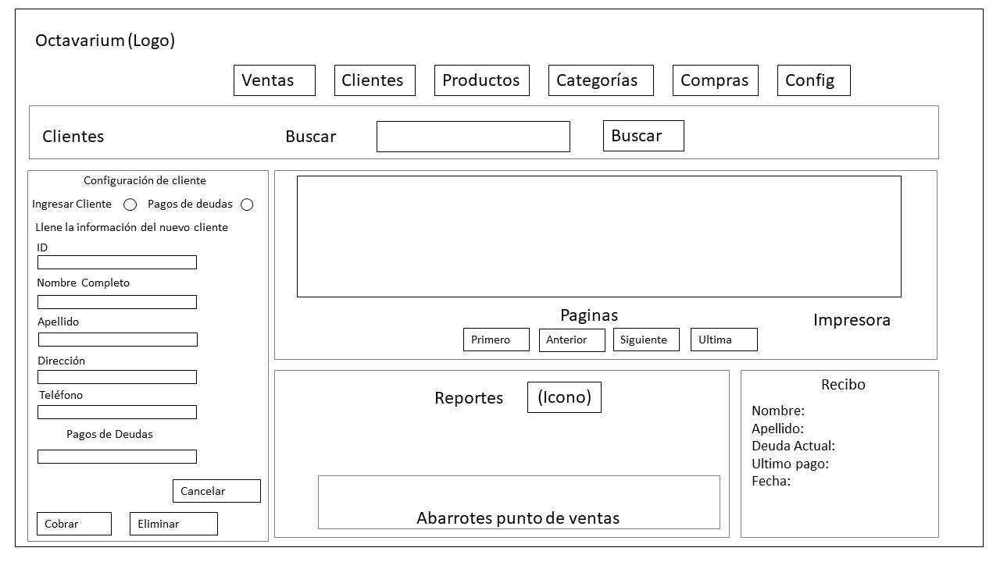 Octavarium (Logo)
Ventas Clientes Productos Categorías Compras Config
Clientes Buscar Buscar
Configuración de cliente
Ingresar Cliente Pagos de deudas
Llene la información del nuevo cliente
ID
Nombre Completo
Apellido
Dirección
Teléfono
Pagos de Deudas
Cancelar
Cobrar Eliminar
Paginas
Impresora
Primero Anterior Siguiente Ultima
Reportes (Icono)
Abarrotes punto de ventas
Recibo
Nombre:
Apellido:
Deuda Actual:
Ultimo pago:
Fecha: